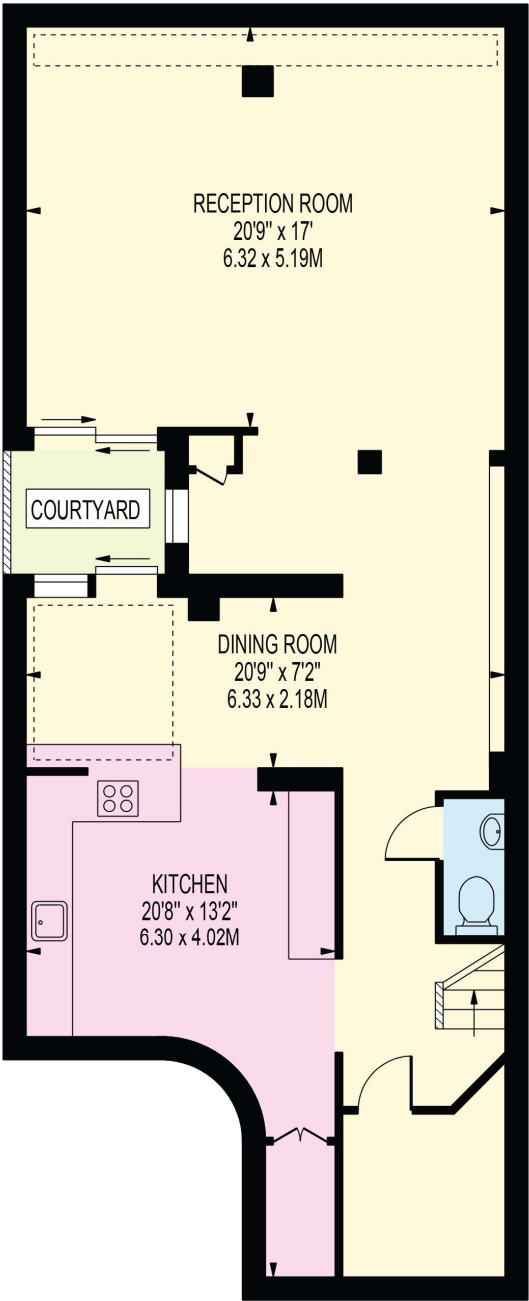 RECEPTION ROOM
20'9" x 17'
6.32 x 5.19M
COURTYARD
DINING ROOM
20'9" x 7'2"
6.33 x 2.18M
KITCHEN
20'8" x 13'2"
6.30 x 4.02M